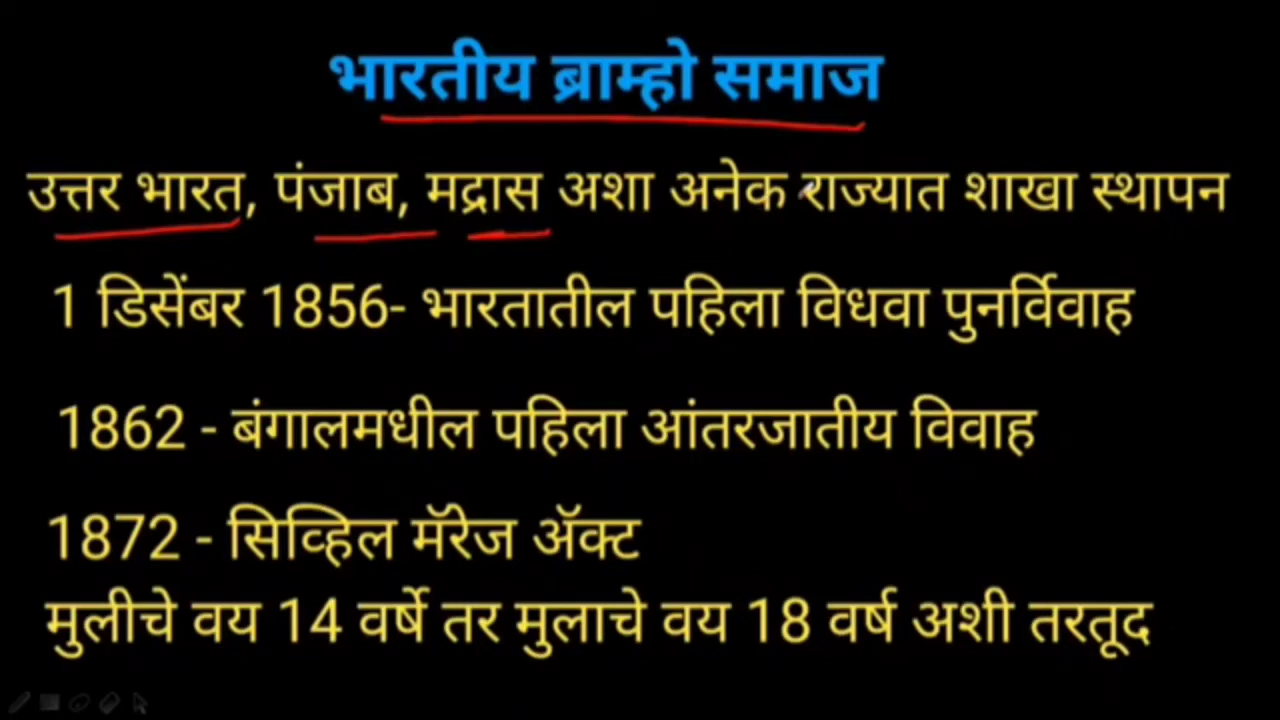 भारतीय ब्राम्हो समाज
उत्तर भारत, पंजाब, मद्रास अशा अनेक राज्यात शाखा स्थापन
1 डिसेंबर 1856- भारतातील पहिला विधवा पुनर्विवाह
1862 - बंगालमधील पहिला आंतरजातीय विवाह
1872 - सिव्हिल मॅरेज ॲक्ट
मुलीचे वय 14 वर्षे तर मुलाचे वय 18 वर्ष अशी तरतूद